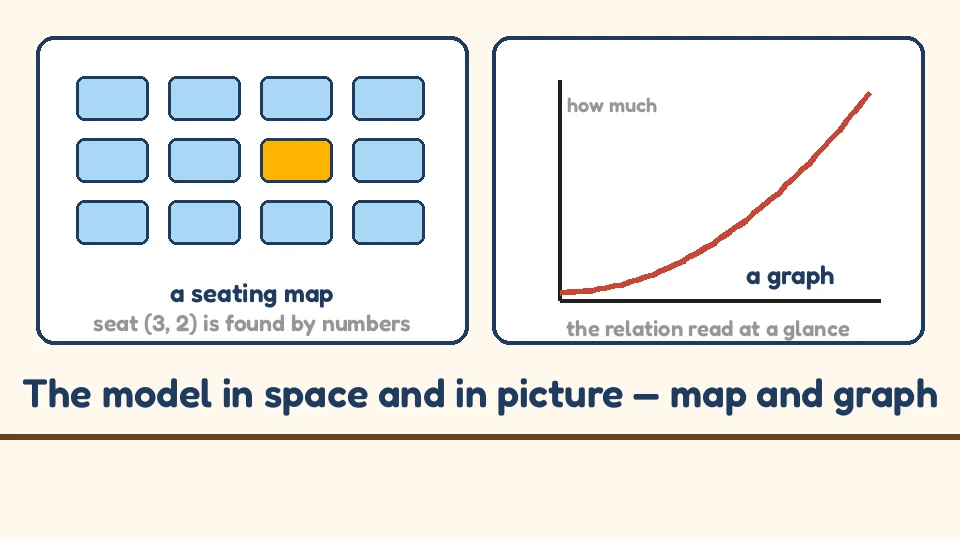 a seating map
seat (3, 2) is found by numbers
how much
a graph
the relation read at a glance
The model in space and in picture — map and graph